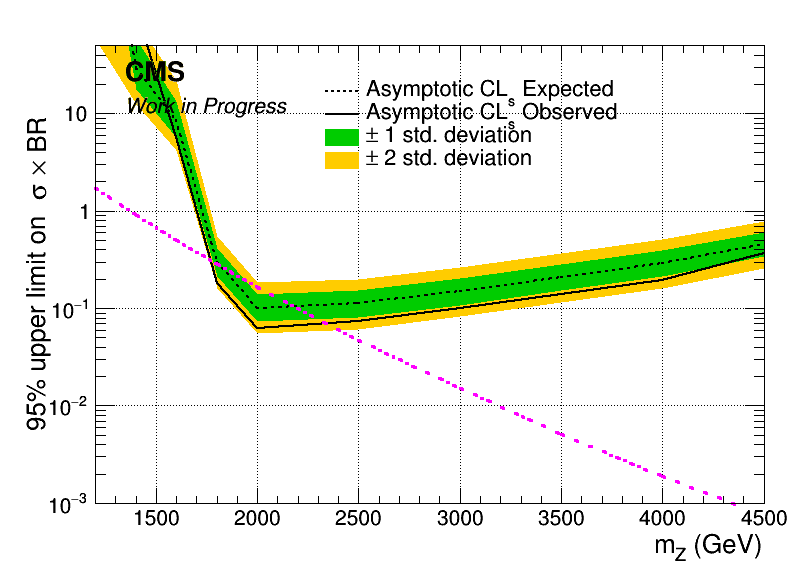 CMS
Work in Progress
Asymptotic CLs Expected
Asymptotic CLs Observed
± 1 std. deviation
± 2 std. deviation
95% upper limit on σ × BR
10
1
10⁻¹
10⁻²
10⁻³
1500 2000 2500 3000 3500 4000 4500
mZ (GeV)